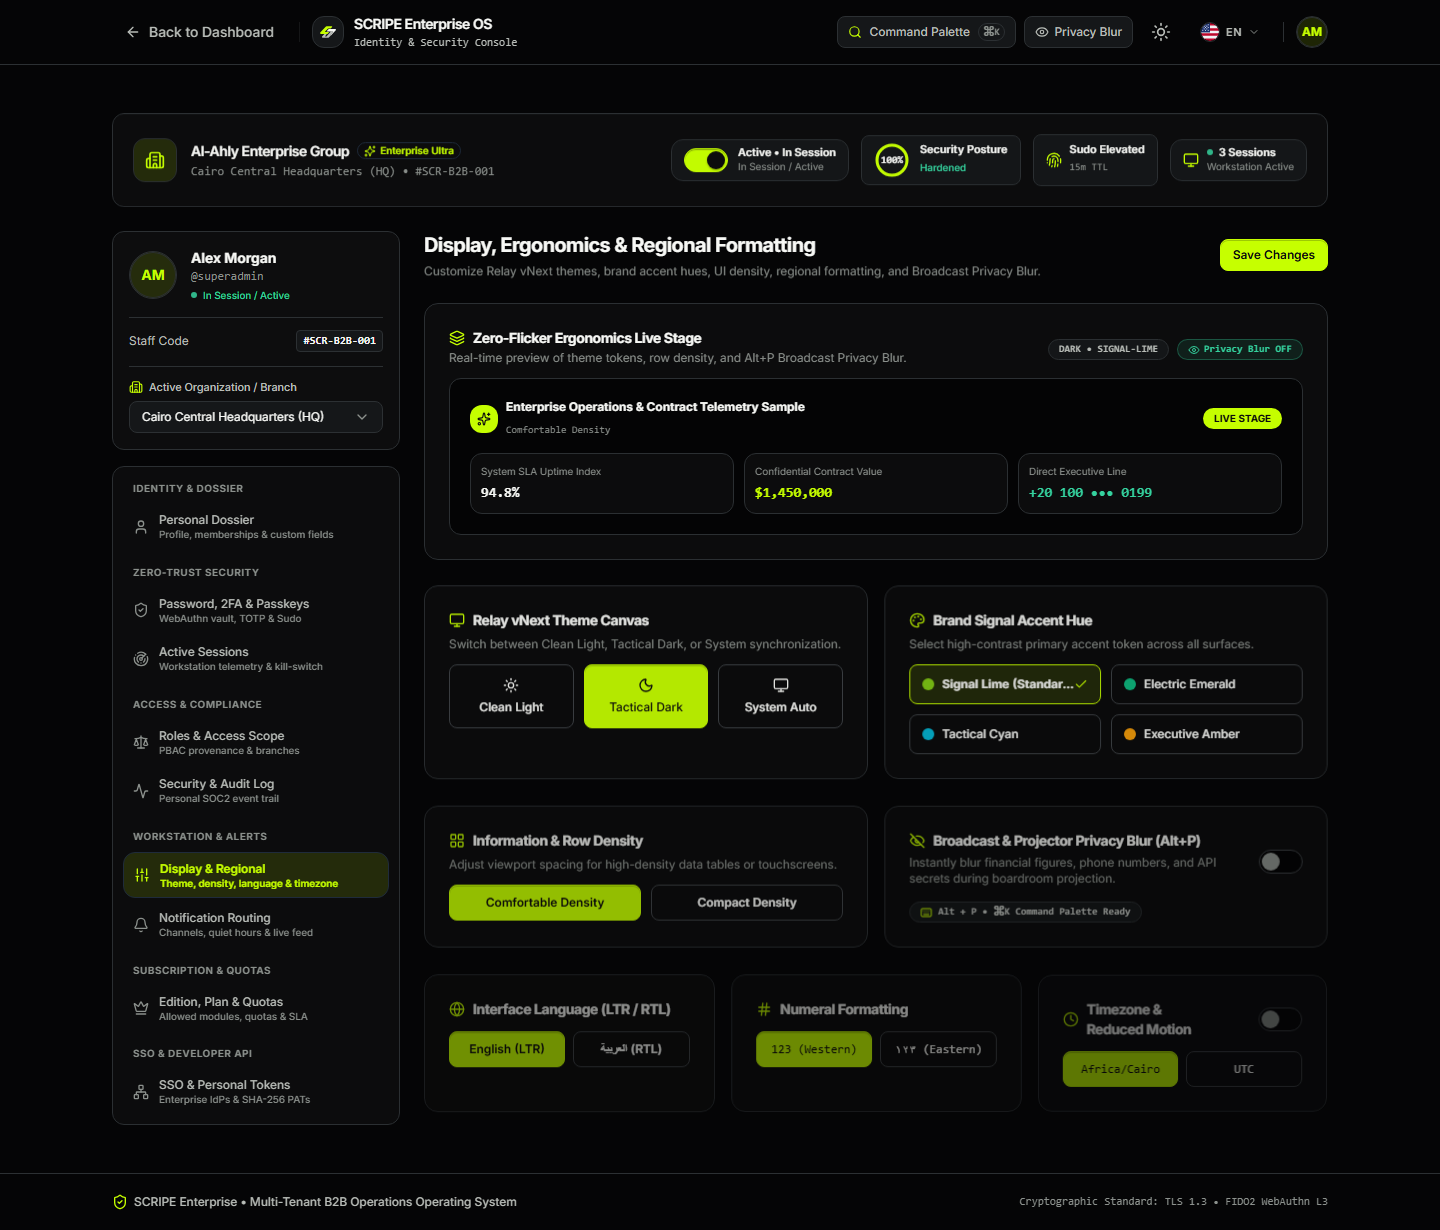 Back to Dashboard
SCRIPE Enterprise OS
Identity & Security Console
Command Palette ⌘K
Privacy Blur
EN
AM
Al-Ahly Enterprise Group
Enterprise Ultra
Cairo Central Headquarters (HQ) • #SCR-B2B-001
Active • In Session
In Session / Active
100%
Security Posture
Hardened
Sudo Elevated
15m TTL
3 Sessions
Workstation Active
AM
Alex Morgan
@superadmin
In Session / Active
Staff Code
#SCR-B2B-001
Active Organization / Branch
Cairo Central Headquarters (HQ)
IDENTITY & DOSSIER
Personal Dossier
Profile, memberships & custom fields
ZERO-TRUST SECURITY
Password, 2FA & Passkeys
WebAuthn vault, TOTP & Sudo
Active Sessions
Workstation telemetry & kill-switch
ACCESS & COMPLIANCE
Roles & Access Scope
PBAC provenance & branches
Security & Audit Log
Personal SOC2 event trail
WORKSTATION & ALERTS
Display & Regional
Theme, density, language & timezone
Notification Routing
Channels, quiet hours & live feed
SUBSCRIPTION & QUOTAS
Edition, Plan & Quotas
Allowed modules, quotas & SLA
SSO & DEVELOPER API
SSO & Personal Tokens
Enterprise IdPs & SHA-256 PATs
Display, Ergonomics & Regional Formatting
Customize Relay vNext themes, brand accent hues, UI density, regional formatting, and Broadcast Privacy Blur.
Save Changes
Zero-Flicker Ergonomics Live Stage
Real-time preview of theme tokens, row density, and Alt+P Broadcast Privacy Blur.
DARK • SIGNAL-LIME
Privacy Blur OFF
Enterprise Operations & Contract Telemetry Sample
Comfortable Density
LIVE STAGE
System SLA Uptime Index
94.8%
Confidential Contract Value
$1,450,000
Direct Executive Line
+20 100 ••• 0199
Relay vNext Theme Canvas
Switch between Clean Light, Tactical Dark, or System synchronization.
Clean Light
Tactical Dark
System Auto
Brand Signal Accent Hue
Select high-contrast primary accent token across all surfaces.
Signal Lime (Standar...
Electric Emerald
Tactical Cyan
Executive Amber
Information & Row Density
Adjust viewport spacing for high-density data tables or touchscreens.
Comfortable Density
Compact Density
Broadcast & Projector Privacy Blur (Alt+P)
Instantly blur financial figures, phone numbers, and API
secrets during boardroom projection.
Alt + P • ⌘K Command Palette Ready
Interface Language (LTR / RTL)
English (LTR)
العربية (RTL)
Numeral Formatting
123 (Western)
١٢٣ (Eastern)
Timezone &
Reduced Motion
Africa/Cairo
UTC
SCRIPE Enterprise • Multi-Tenant B2B Operations Operating System
Cryptographic Standard: TLS 1.3 • FIDO2 WebAuthn L3